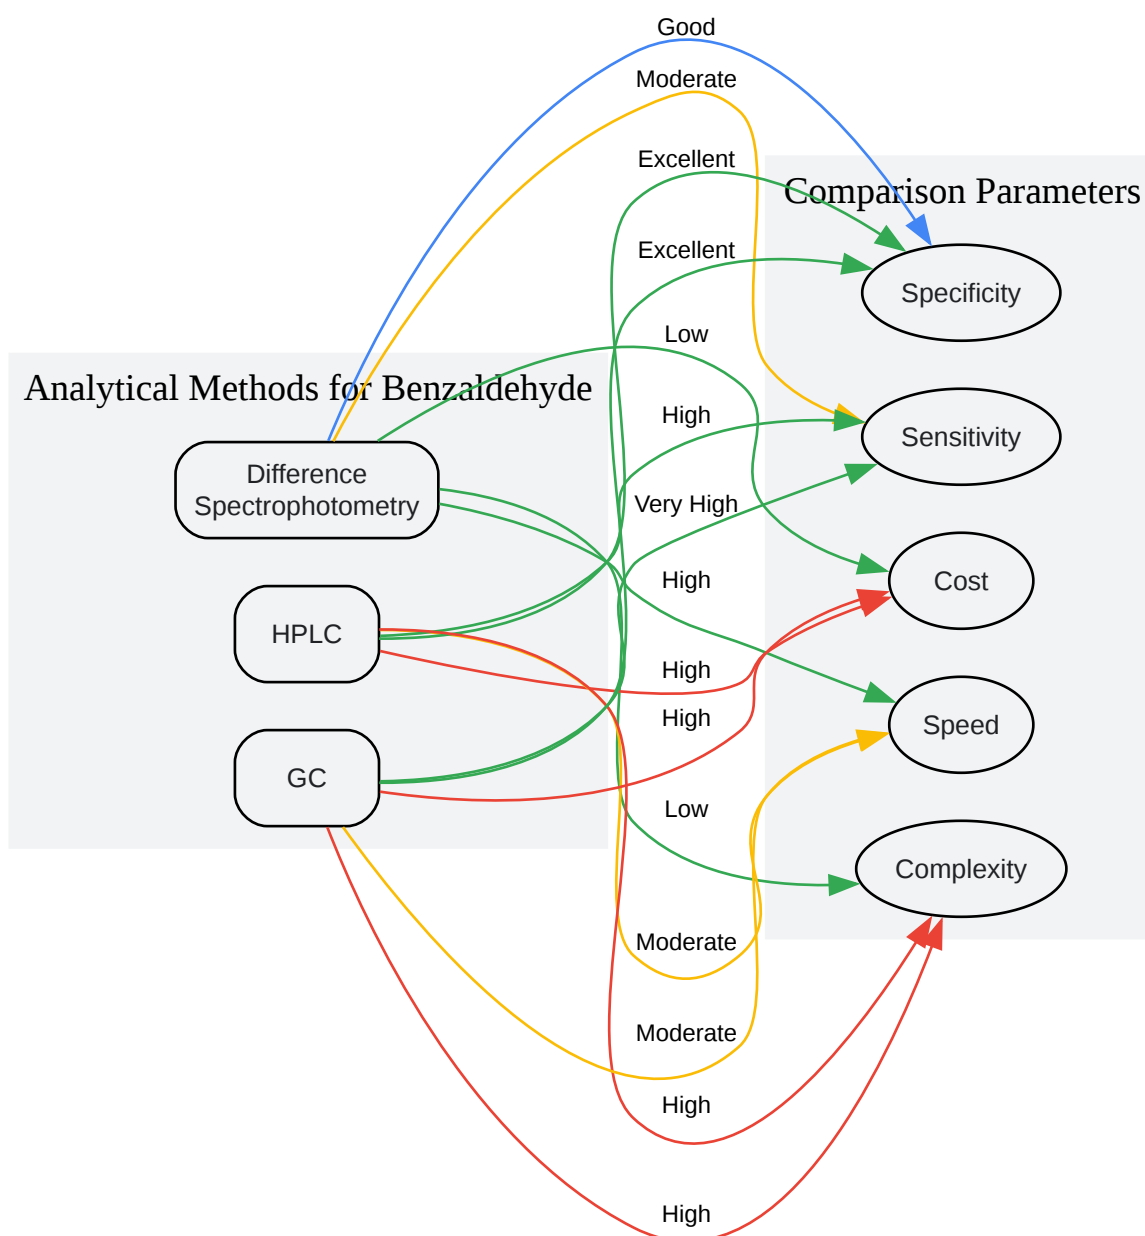 Good
Moderate
Excellent
Comparison Parameters
Excellent
Specificity
Low
Analytical Methods for Benzaldehyde
High
Sensitivity
Difference
Spectrophotometry
Very High
High
Cost
HPLC
High
High
Speed
GC
Low
Complexity
Moderate
Moderate
High
High